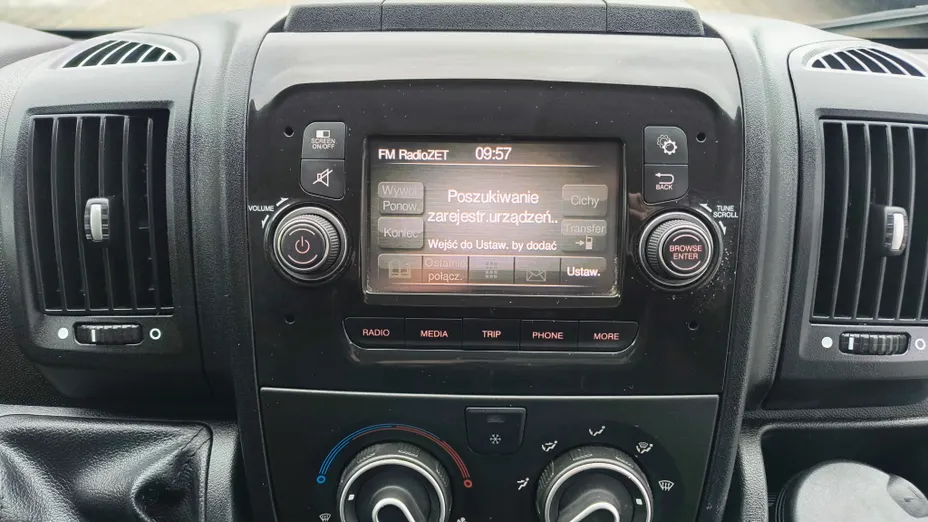 SCREEN
ON/OFF
FM RadioZET 09:57
BACK
VOLUME
TUNE
SCROLL
Ponow.
Poszukiwanie
zarejestr.urządzeń..
Cichy
Koniec
Wejść do Ustaw. by dodać
Transfer
BROWSE
ENTER
Ostatnie
połącz.
Ustaw.
RADIO
MEDIA
TRIP
PHONE
MORE